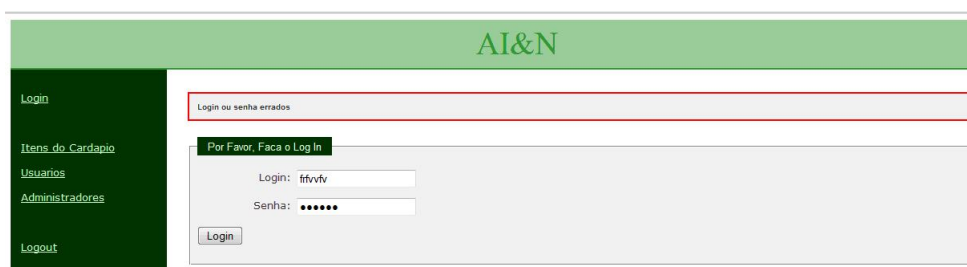 AI&N
Login
Itens do Cardapio
Usuarios
Administradores
Logout
Login ou senha errados
Por Favor, Faca o Log In
Login: frfvvfv
Senha: ●●●●●●
Login